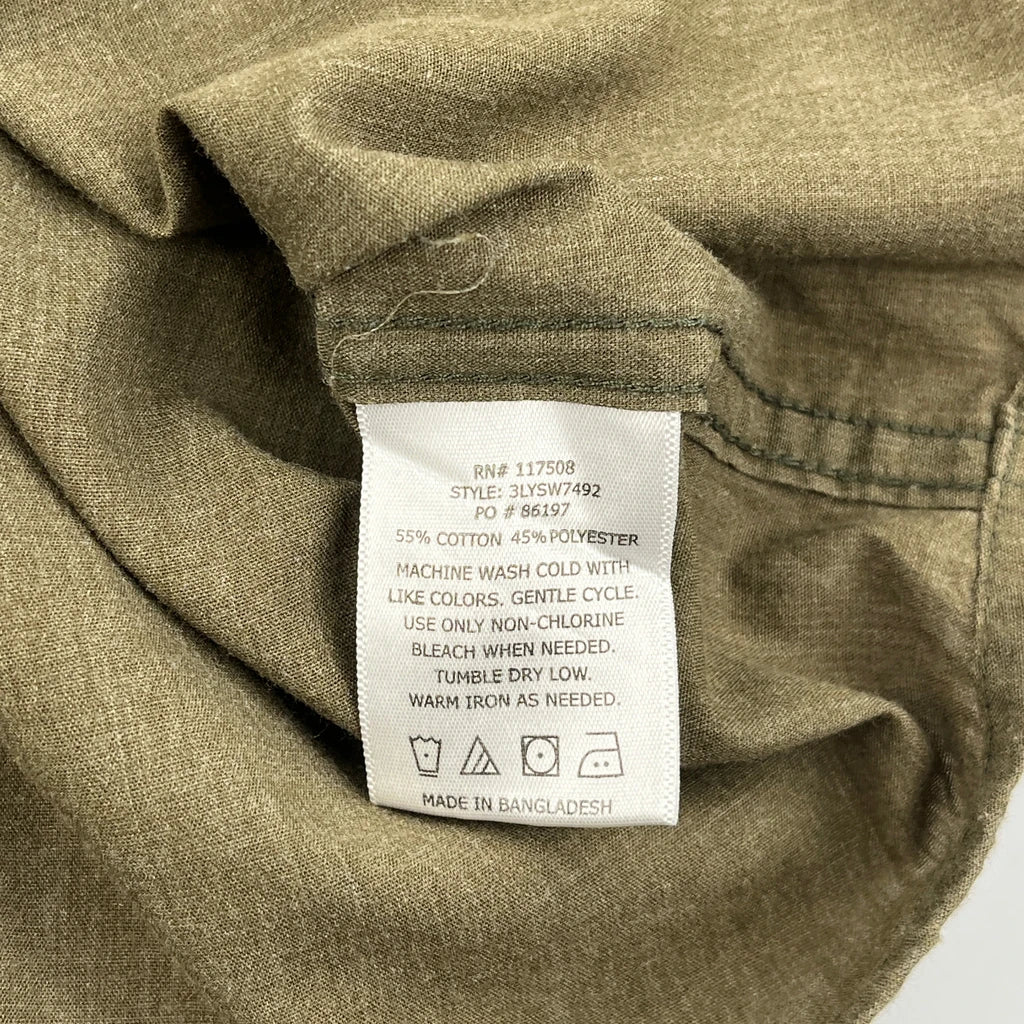 RN# 117508
STYLE: 3LYSW7492
PO # 86197
55% COTTON 45% POLYESTER
MACHINE WASH COLD WITH
LIKE COLORS. GENTLE CYCLE.
USE ONLY NON-CHLORINE
BLEACH WHEN NEEDED.
TUMBLE DRY LOW.
WARM IRON AS NEEDED.
MADE IN BANGLADESH